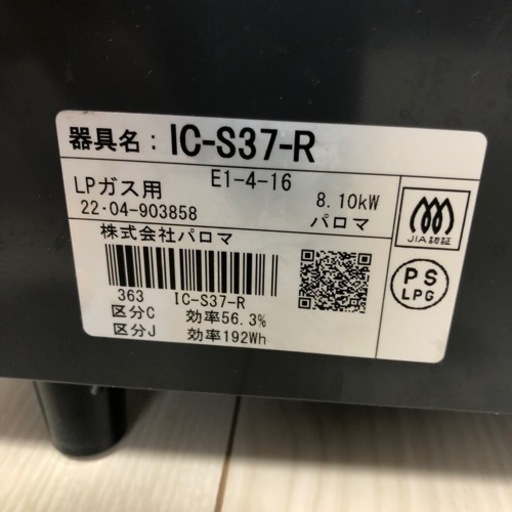 器具名：IC-S37-R
E1-4-16
LPガス用
8.10kW
22・04-903858
パロマ
株式会社パロマ
363 IC-S37-R
区分C 効率56.3%
区分J 効率192Wh
JIA認証
PS
LPG